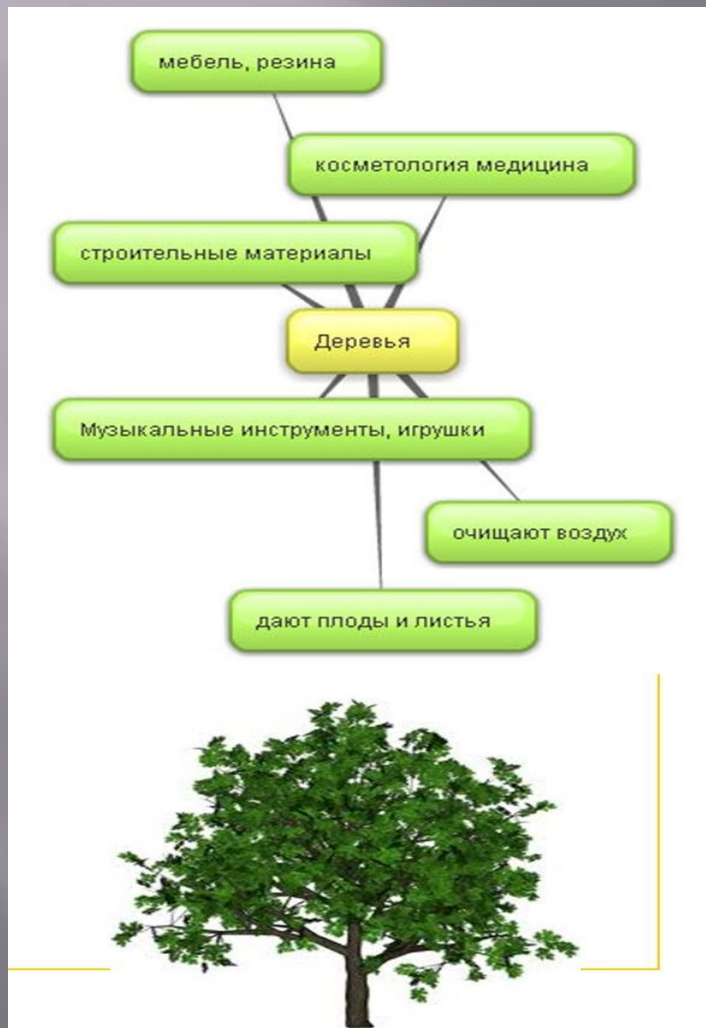 мебель, резина
косметология медицина
строительные материалы
Деревья
Музыкальные инструменты, игрушки
очищают воздух
дают плоды и листья